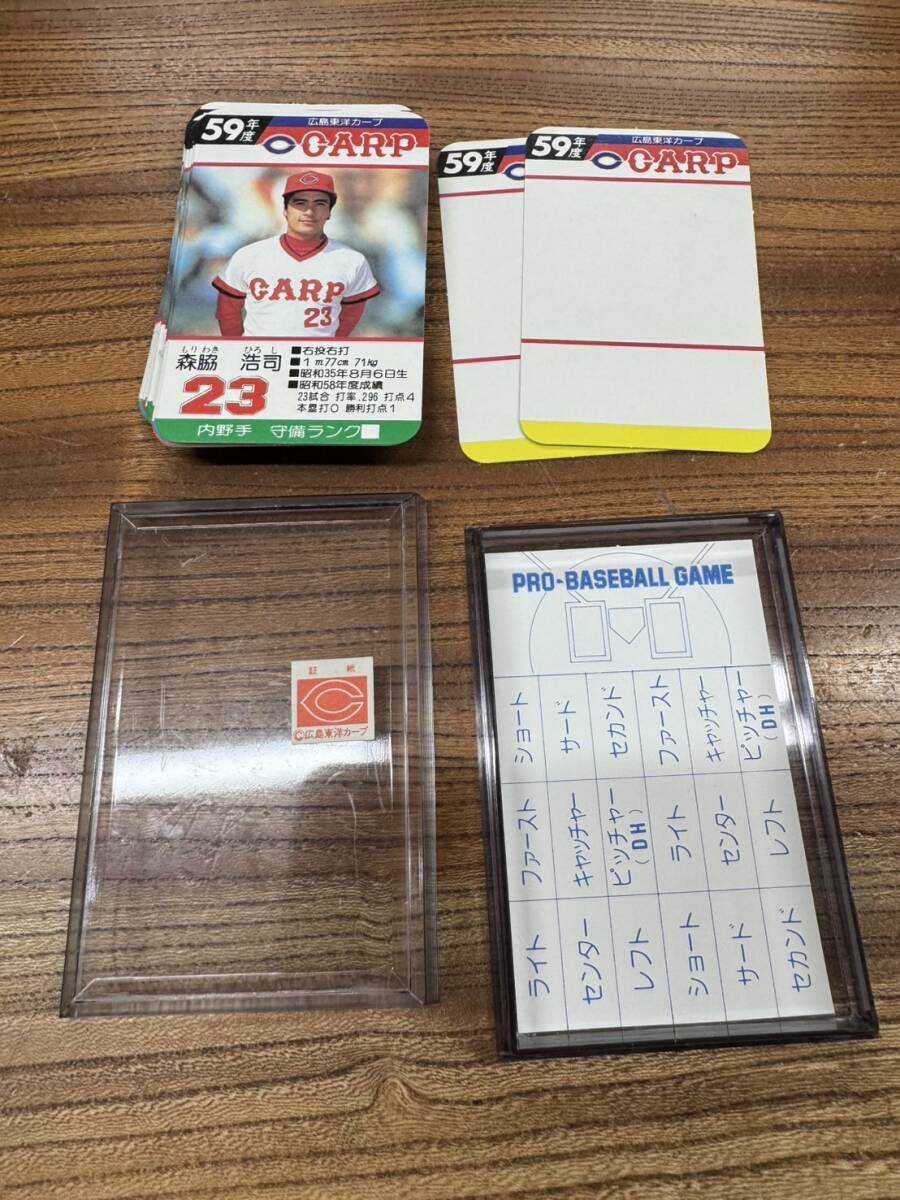 59年度
広島東洋カープ
CARP
CARP
23
もりわき ひろし
森脇 浩司
23
■右投右打
■1m77cm 71kg
■昭和35年8月6日生
■昭和58年度成績
23試合 打率.296 打点4
本塁打0 勝利打点1
内野手 守備ランク
59年度
59年度
広島東洋カープ
CARP
証 紙
©広島東洋カープ
PRO-BASEBALL GAME
ショート サード セカンド ファースト キャッチャー ピッチャー(DH)
ファースト キャッチャー ピッチャー(DH) ライト センター レフト
ライト センター レフト ショート サード セカンド